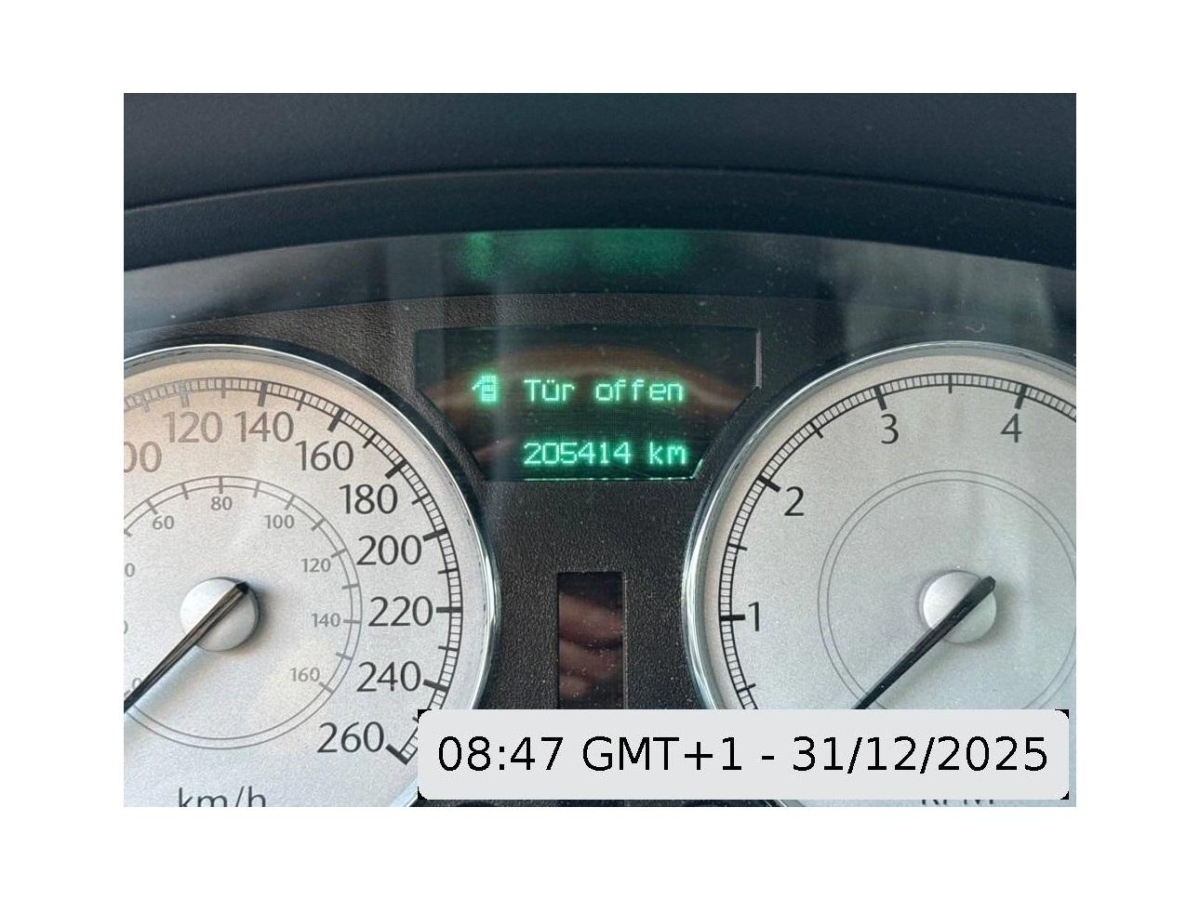 Tür offen
205414 km
120 140 160 180 200 220 240 260
60 80 100 120 140 160
km/h
1 2 3 4
08:47 GMT+1 - 31/12/2025